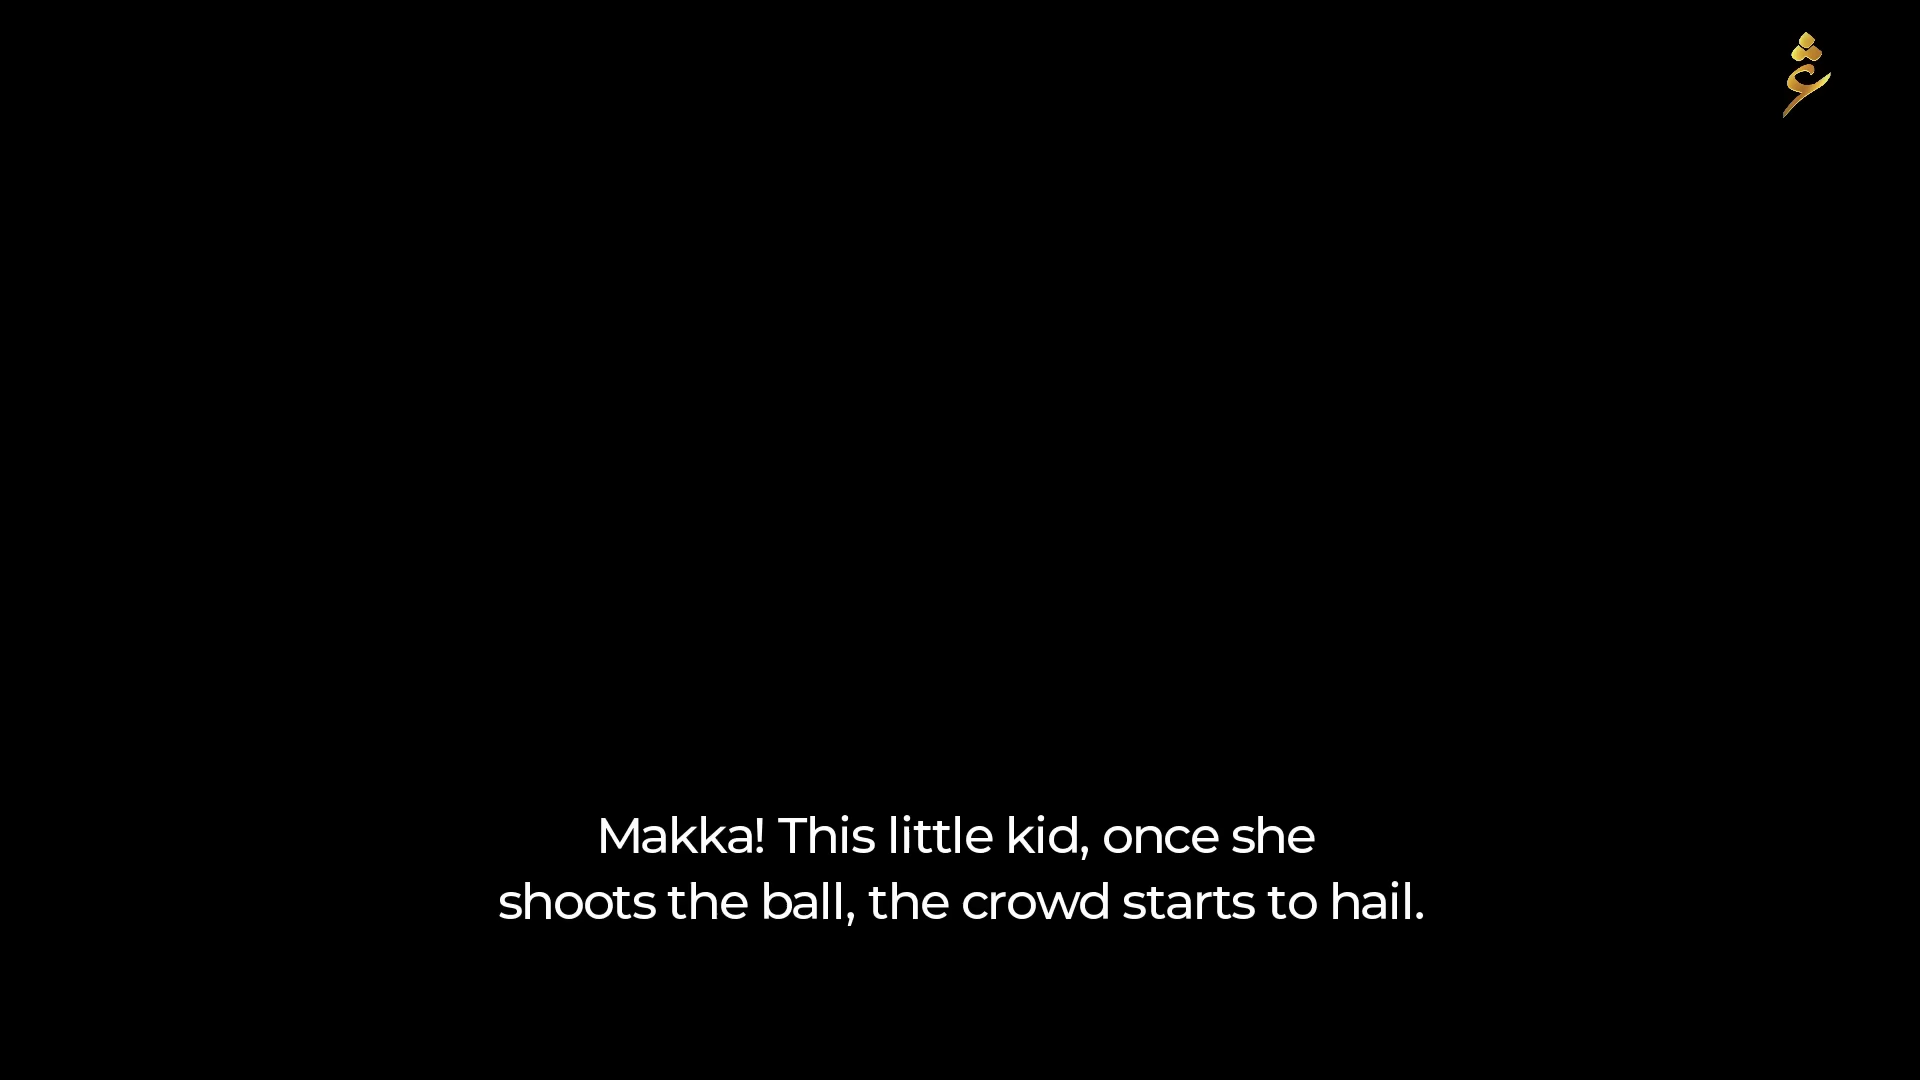 Makka! This little kid, once she
shoots the ball, the crowd starts to hail.